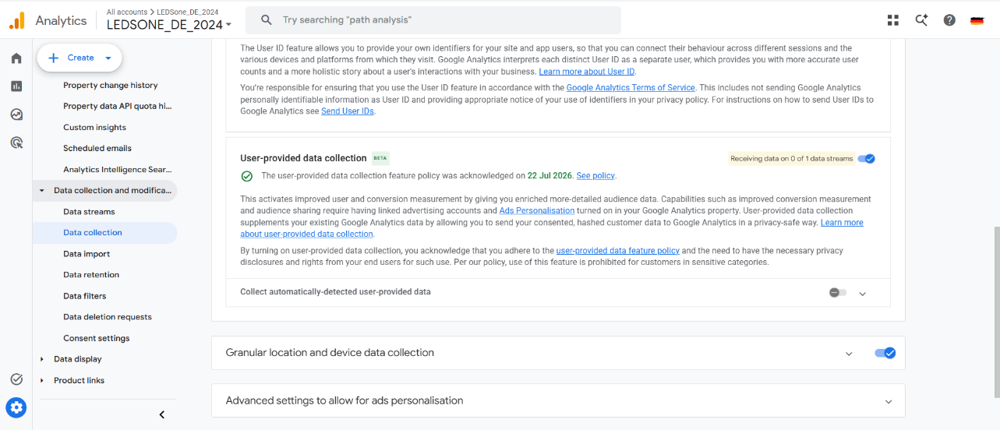 Analytics
All accounts > LEDSone_DE_2024
LEDSONE_DE_2024
Try searching "path analysis"
Create
Property change history
Property data API quota hi...
Custom insights
Scheduled emails
Analytics Intelligence Sear...
Data collection and modifica...
Data streams
Data collection
Data import
Data retention
Data filters
Data deletion requests
Consent settings
Data display
Product links
The User ID feature allows you to provide your own identifiers for your site and app users, so that you can connect their behaviour across different sessions and the
various devices and platforms from which they visit. Google Analytics interprets each distinct User ID as a separate user, which provides you with more accurate user
counts and a more holistic story about a user's interactions with your business. Learn more about User ID.
You're responsible for ensuring that you use the User ID feature in accordance with the Google Analytics Terms of Service. This includes not sending Google Analytics
personally identifiable information as User ID and providing appropriate notice of your use of identifiers in your privacy policy. For instructions on how to send User IDs to
Google Analytics see Send User IDs.
User-provided data collection BETA
Receiving data on 0 of 1 data streams
The user-provided data collection feature policy was acknowledged on 22 Jul 2026. See policy.
This activates improved user and conversion measurement by giving you enriched more-detailed audience data. Capabilities such as improved conversion measurement
and audience sharing require having linked advertising accounts and Ads Personalisation turned on in your Google Analytics property. User-provided data collection
supplements your existing Google Analytics data by allowing you to send your consented, hashed customer data to Google Analytics in a privacy-safe way. Learn more
about user-provided data collection.
By turning on user-provided data collection, you acknowledge that you adhere to the user-provided data feature policy and the need to have the necessary privacy
disclosures and rights from your end users for such use. Per our policy, use of this feature is prohibited for customers in sensitive categories.
Collect automatically-detected user-provided data
Granular location and device data collection
Advanced settings to allow for ads personalisation